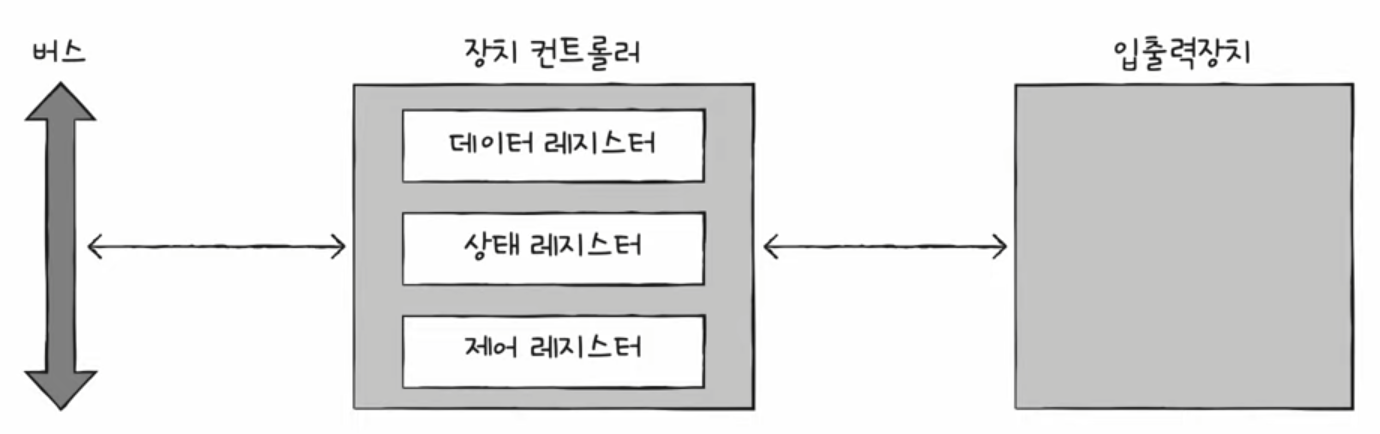 버스
장치 컨트롤러
입출력장치
데이터 레지스터
상태 레지스터
제어 레지스터